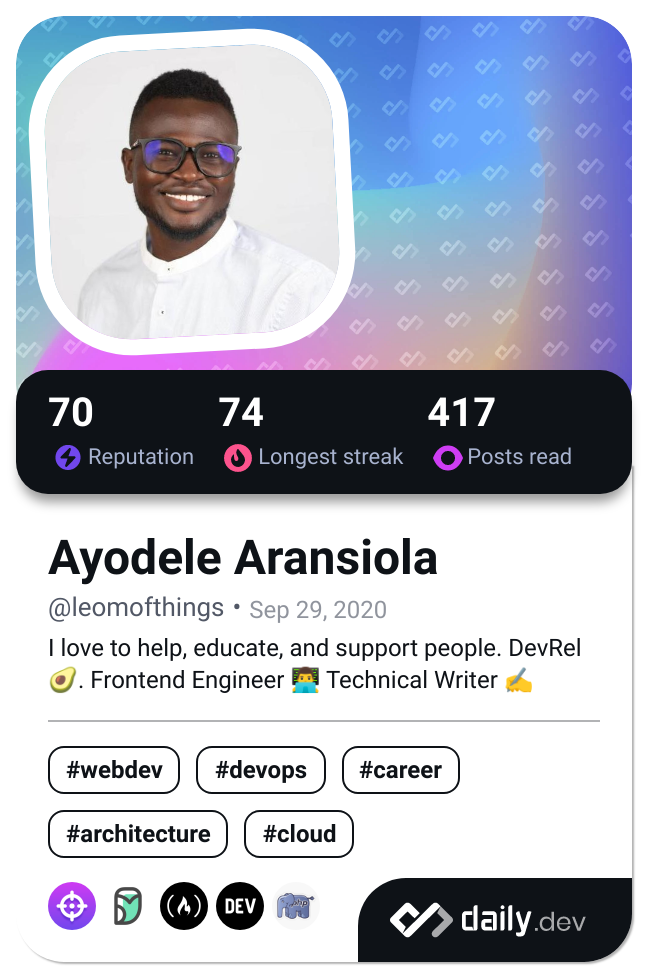 70 74 417
Reputation Longest streak Posts read
Ayodele Aransiola
@leomofthings • Sep 29, 2020
I love to help, educate, and support people. DevRel
🥑. Frontend Engineer 👨‍💻 Technical Writer ✍️
#webdev #devops #career
#architecture #cloud
DEV php
daily.dev